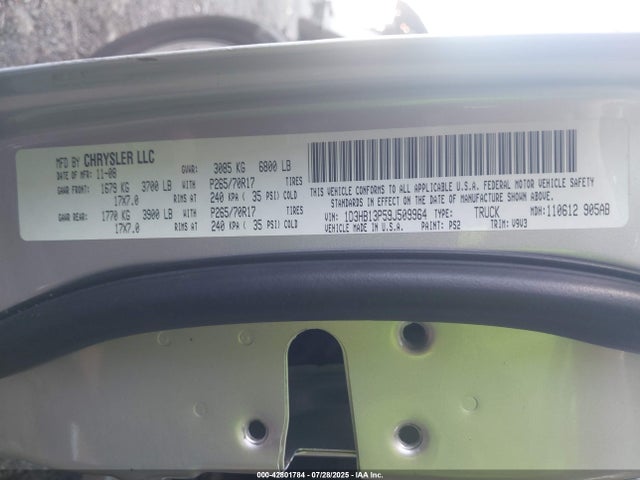 MFD BY CHRYSLER LLC
DATE OF MFR: 11-08 GVWR: 3085 KG 6800 LB
GAWR FRONT: 1679 KG 3700 LB WITH P265/70R17 TIRES
17X7.0 RIMS AT 240 KPA ( 35 PSI) COLD
GAWR REAR: 1770 KG 3900 LB WITH P265/70R17 TIRES
17X7.0 RIMS AT 240 KPA ( 35 PSI) COLD
THIS VEHICLE CONFORMS TO ALL APPLICABLE U.S.A. FEDERAL MOTOR VEHICLE SAFETY
STANDARDS IN EFFECT ON THE DATE OF MANUFACTURE SHOWN ABOVE
VIN: 1D3HB13P59J509964 TYPE: TRUCK MDH: 110612 905AB
VEHICLE MADE IN U.S.A. PAINT: PS2 TRIM: V9V3
000-42801784 | 07/28/2025 | IAA Inc.